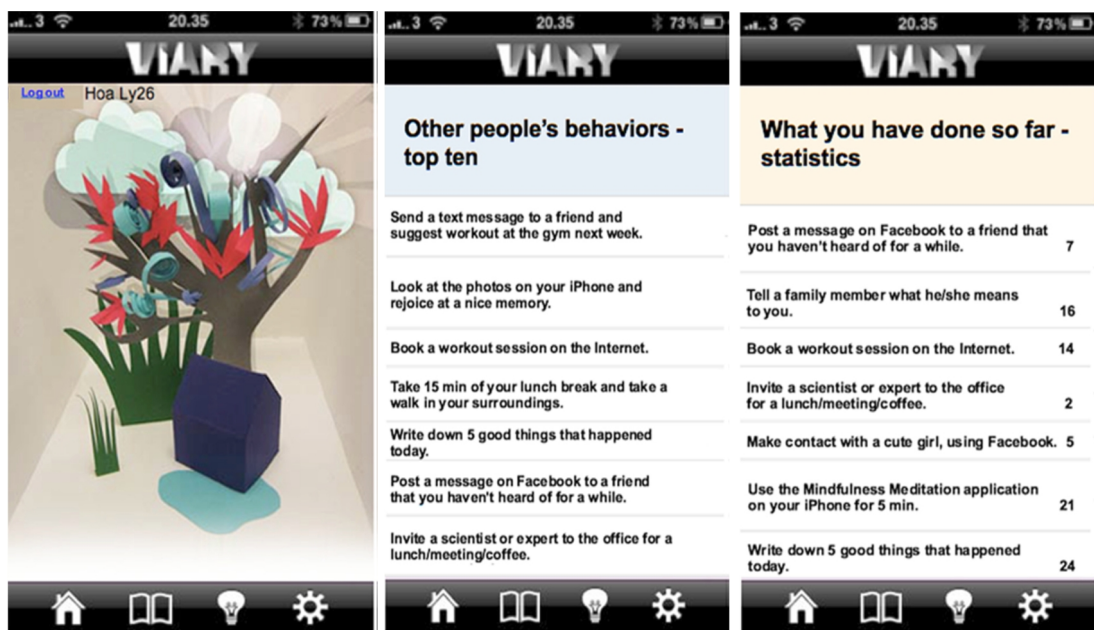 3 20.35 73%
VIARY
Logout Hoa Ly26
3 20.35 73%
VIARY
Other people's behaviors -
top ten
Send a text message to a friend and
suggest workout at the gym next week.
Look at the photos on your iPhone and
rejoice at a nice memory.
Book a workout session on the Internet.
Take 15 min of your lunch break and take a
walk in your surroundings.
Write down 5 good things that happened
today.
Post a message on Facebook to a friend
that you haven't heard of for a while.
Invite a scientist or expert to the office for a
lunch/meeting/coffee.
3 20.35 73%
VIARY
What you have done so far -
statistics
Post a message on Facebook to a friend that
you haven't heard of for a while. 7
Tell a family member what he/she means
to you. 16
Book a workout session on the Internet. 14
Invite a scientist or expert to the office
for a lunch/meeting/coffee. 2
Make contact with a cute girl, using Facebook. 5
Use the Mindfulness Meditation application
on your iPhone for 5 min. 21
Write down 5 good things that happened
today. 24